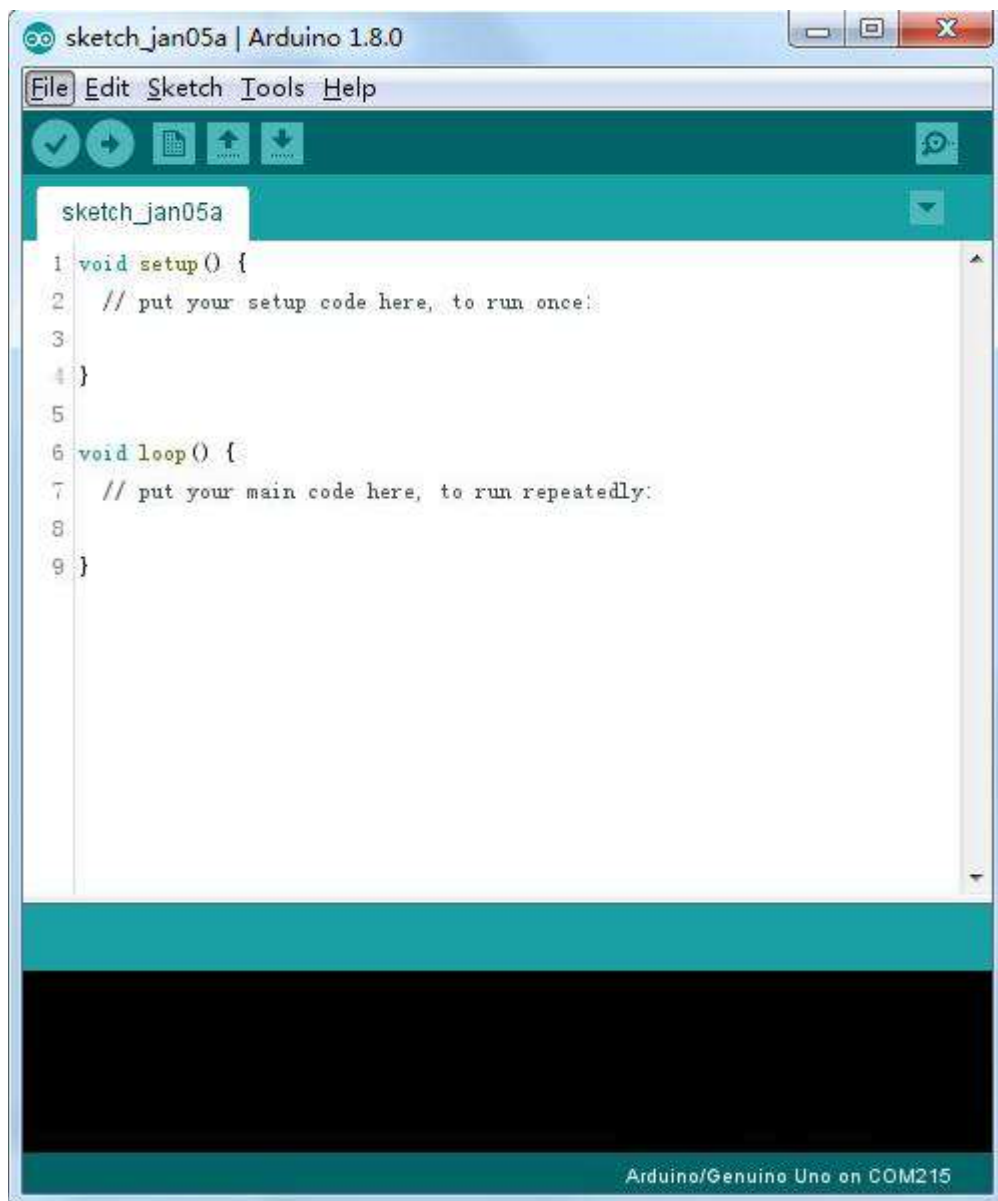 sketch_jan05a | Arduino 1.8.0
File Edit Sketch Tools Help
sketch_jan05a
1 void setup() {
2 // put your setup code here, to run once:
3
4 }
5
6 void loop() {
7 // put your main code here, to run repeatedly:
8
9 }
Arduino/Genuino Uno on COM215